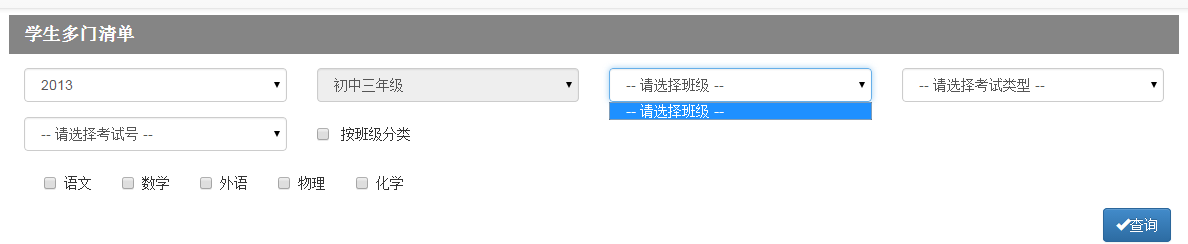 学生多门清单
2013 初中三年级 -- 请选择班级 -- -- 请选择考试类型 --
-- 请选择班级 --
-- 请选择考试号 -- 按班级分类
语文 数学 外语 物理 化学
查询